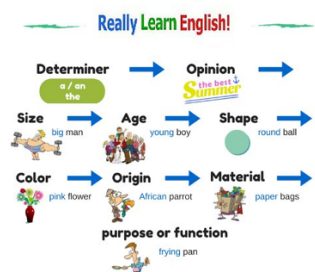 Really Learn English!
Determiner
Opinion
a / an
the
the best
Summer
Size
Age
Shape
big man
young boy
round ball
Color
Origin
Material
pink flower
African parrot
paper bags
purpose or function
frying pan